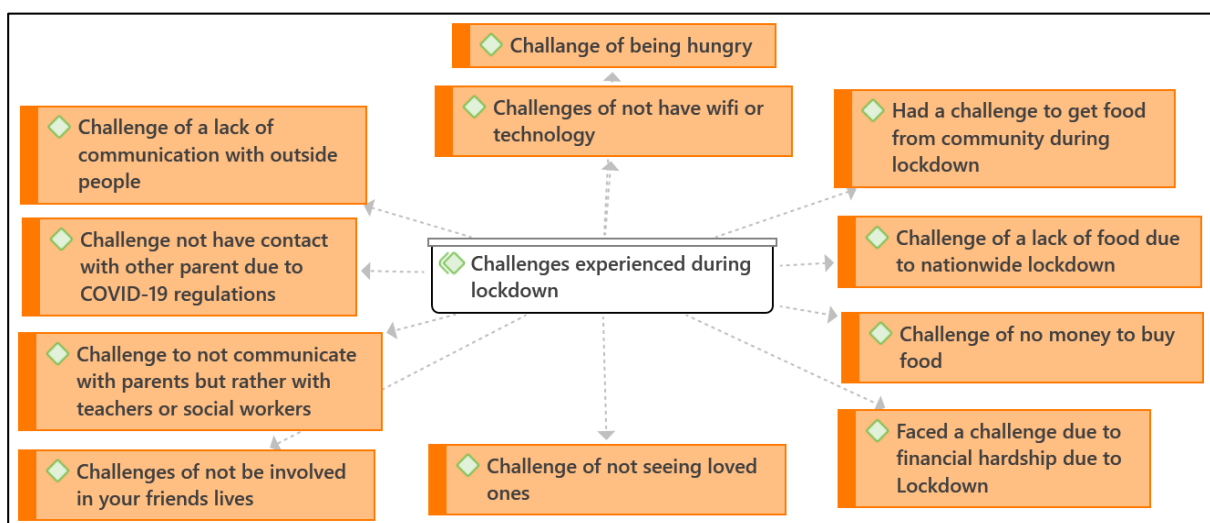 Challange of being hungry
Challenges of not have wifi or
technology
Challenge of a lack of
communication with outside
people
Had a challenge to get food
from community during
lockdown
Challenge not have contact
with other parent due to
COVID-19 regulations
Challenges experienced during
lockdown
Challenge of a lack of food due
to nationwide lockdown
Challenge to not communicate
with parents but rather with
teachers or social workers
Challenge of no money to buy
food
Challenges of not be involved
in your friends lives
Challenge of not seeing loved
ones
Faced a challenge due to
financial hardship due to
Lockdown